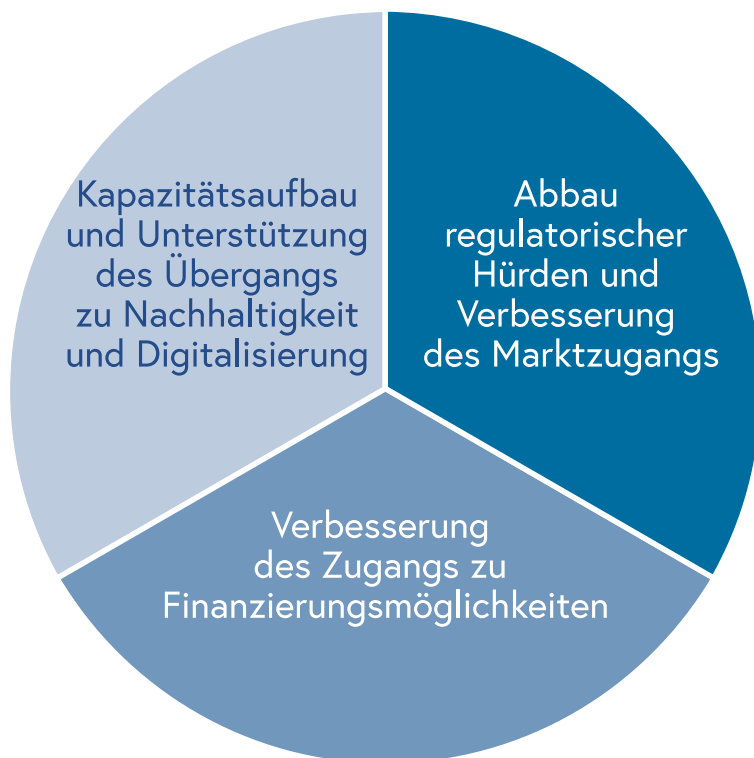 Kapazitätsaufbau
und Unterstützung
des Übergangs
zu Nachhaltigkeit
und Digitalisierung
Abbau
regulatorischer
Hürden und
Verbesserung
des Marktzugangs
Verbesserung
des Zugangs zu
Finanzierungsmöglichkeiten